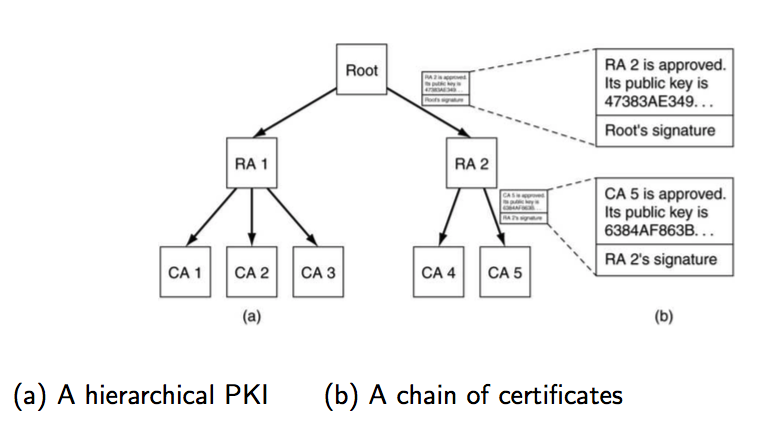 Root
RA 2 is approved.
Its public key is
47383AE349...
Root's signature
RA 2 is approved.
Its public key is
47383AE349. . .
Root's signature
RA 1
RA 2
CA 5 is approved.
Its public key is
6384AF863B...
RA 2's signature
CA 5 is approved.
Its public key is
6384AF863B. . .
RA 2's signature
CA 1
CA 2
CA 3
CA 4
CA 5
(a)
(b)
(a) A hierarchical PKI
(b) A chain of certificates